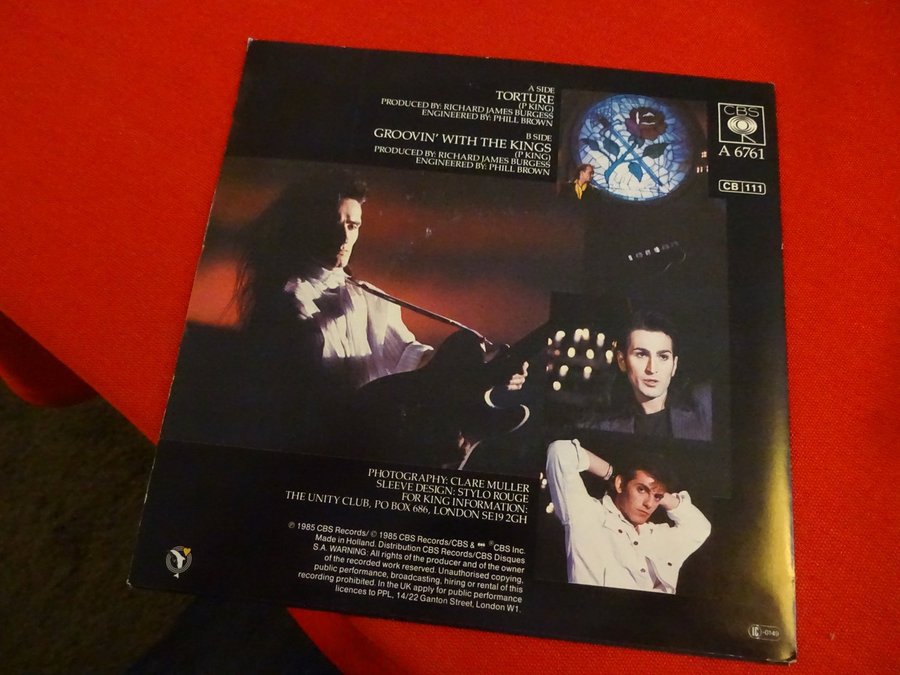 A SIDE
TORTURE
(P KING)
PRODUCED BY: RICHARD JAMES BURGESS
ENGINEERED BY: PHILL BROWN
B SIDE
GROOVIN' WITH THE KINGS
(P KING)
PRODUCED BY: RICHARD JAMES BURGESS
ENGINEERED BY: PHILL BROWN
CBS
A 6761
CB 111
PHOTOGRAPHY: CLARE MULLER
SLEEVE DESIGN: STYLO ROUGE
FOR KING INFORMATION:
THE UNITY CLUB, PO BOX 686, LONDON SE19 2GH
℗ 1985 CBS Records/ © 1985 CBS Records/CBS & ®CBS Inc.
Made in Holland. Distribution CBS Records/CBS Disques
S.A. WARNING: All rights of the producer and of the owner
of the recorded work reserved. Unauthorised copying.
public performance, broadcasting, hiring or rental of this
recording prohibited. In the UK apply for public performance
licences to PPL, 14/22 Ganton Street, London W1.
-0149